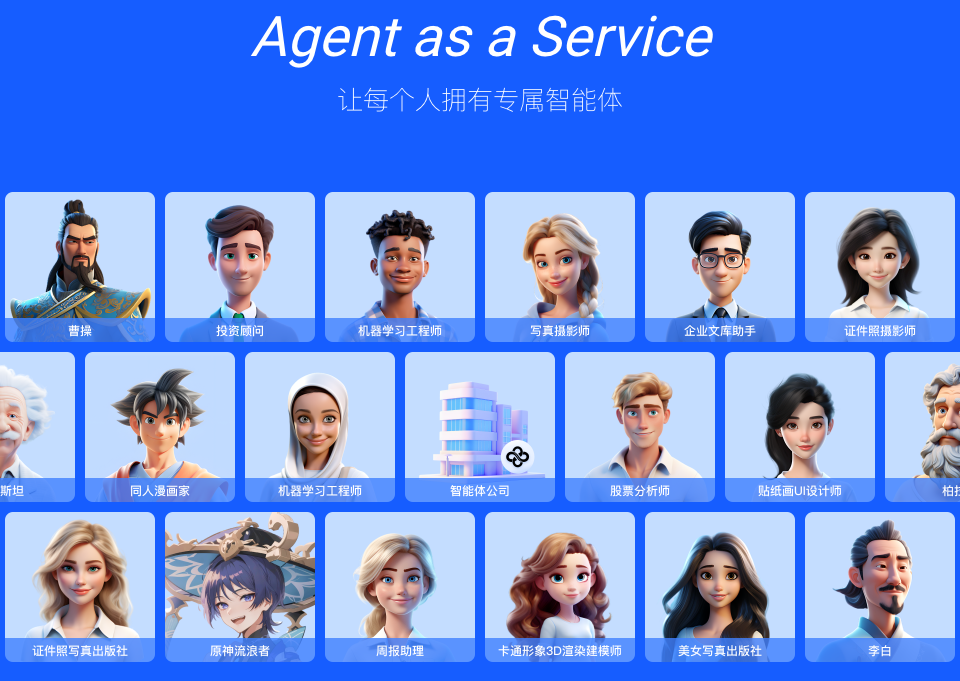 Agent as a Service
让每个人拥有专属智能体
曹操
投资顾问
机器学习工程师
写真摄影师
企业文库助手
证件照摄影师
斯坦
同人漫画家
机器学习工程师
智能体公司
股票分析师
贴纸画UI设计师
柏拉
证件照写真出版社
原神流浪者
周报助理
卡通形象3D渲染建模师
美女写真出版社
李白